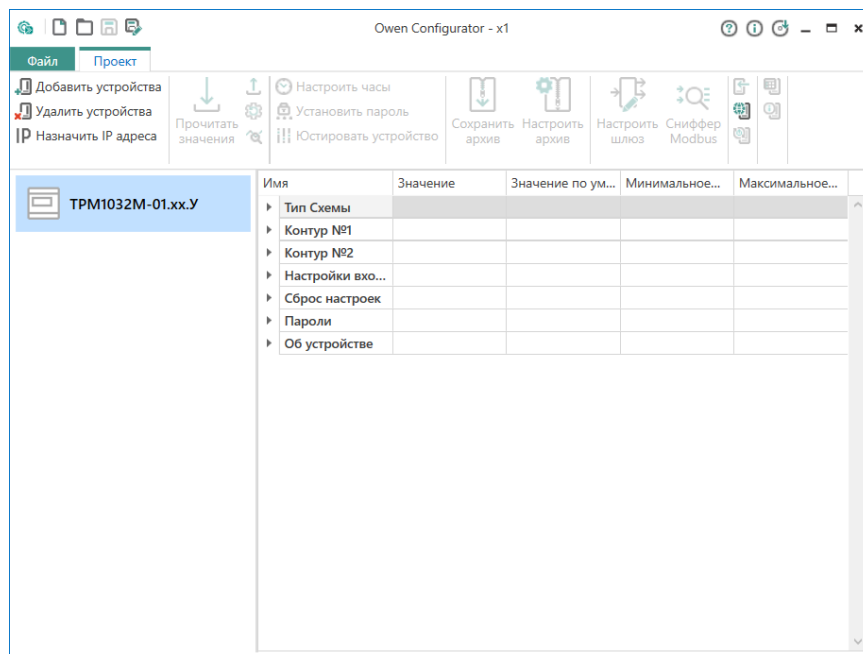 Owen Configurator - x1
Файл Проект
Добавить устройства
Удалить устройства
IP Назначить IP адреса
Прочитать
значения
Настроить часы
Установить пароль
Юстировать устройство
Сохранить
архив
Настроить
архив
Настроить
шлюз
Сниффер
Modbus
ТРМ1032М-01.хх.У
Имя Значение Значение по ум... Минимальное... Максимальное...
Тип Схемы
Контур №1
Контур №2
Настройки вхо...
Сброс настроек
Пароли
Об устройстве